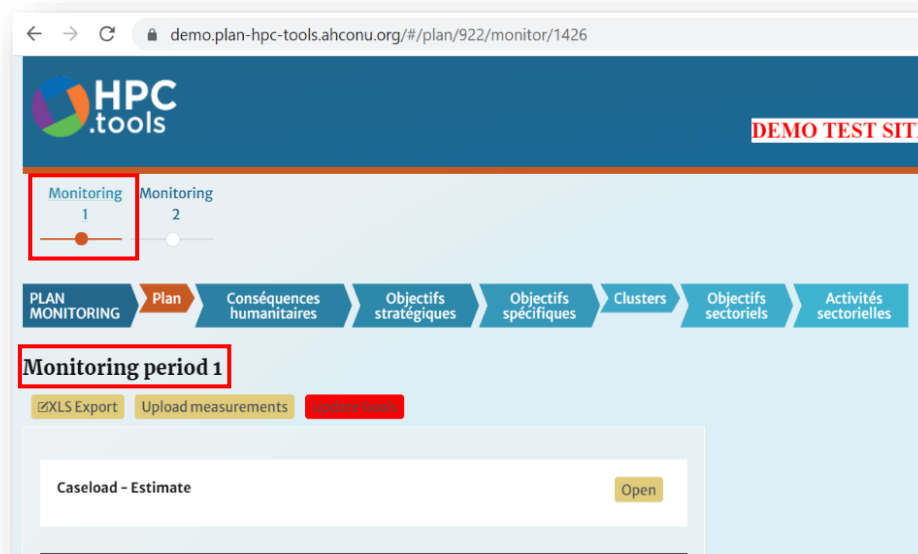 demo.plan-hpc-tools.ahconu.org/#/plan/922/monitor/1426
HPC
.tools
DEMO TEST SITE
Monitoring
1
Monitoring
2
PLAN
MONITORING
Plan
Conséquences
humanitaires
Objectifs
stratégiques
Objectifs
spécifiques
Clusters
Objectifs
sectoriels
Activités
sectorielles
Monitoring period 1
XLS Export
Upload measurements
Update Goals
Caseload - Estimate
Open